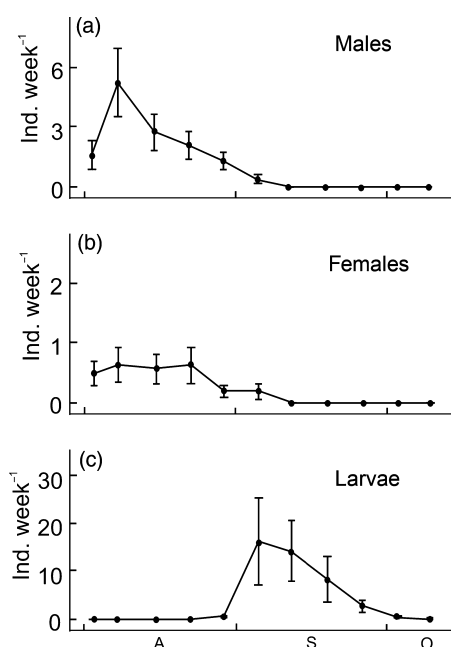 (a)
Males
Ind. week⁻¹
6
3
0
(b)
Females
Ind. week⁻¹
2
1
0
(c)
Larvae
Ind. week⁻¹
30
20
10
0
A S O